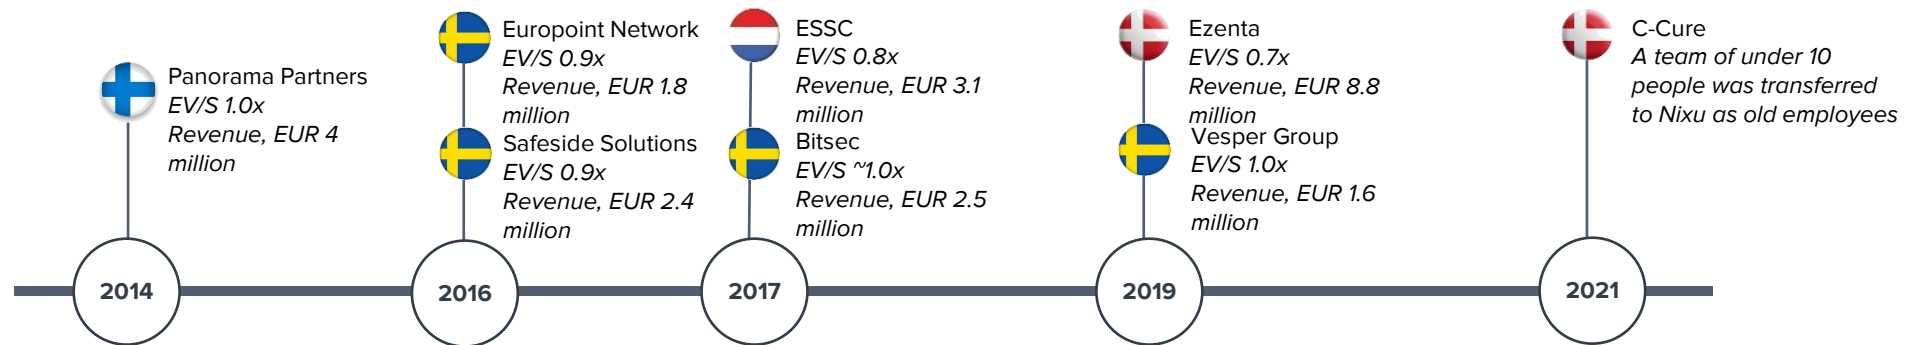 Panorama Partners
EV/S 1.0x
Revenue, EUR 4
million
Europoint Network
EV/S 0.9x
Revenue, EUR 1.8
million
Safeside Solutions
EV/S 0.9x
Revenue, EUR 2.4
million
ESSC
EV/S 0.8x
Revenue, EUR 3.1
million
Bitsec
EV/S ~1.0x
Revenue, EUR 2.5
million
Ezenta
EV/S 0.7x
Revenue, EUR 8.8
million
Vesper Group
EV/S 1.0x
Revenue, EUR 1.6
million
C-Cure
A team of under 10
people was transferred
to Nixu as old employees
2014
2016
2017
2019
2021